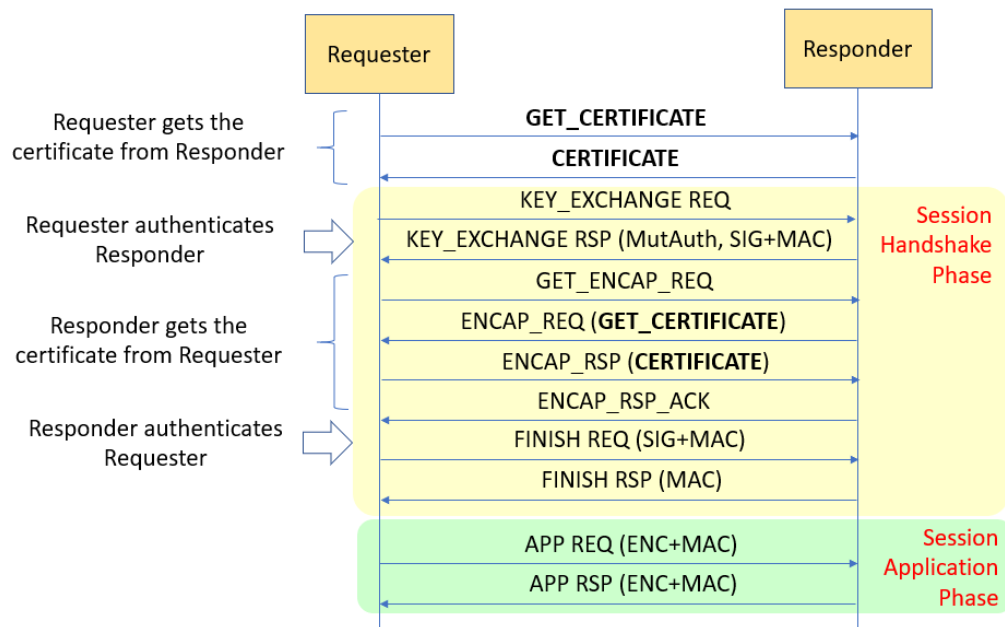 Requester
Responder
Requester gets the
certificate from Responder
GET_CERTIFICATE
CERTIFICATE
KEY_EXCHANGE REQ
Requester authenticates
Responder
KEY_EXCHANGE RSP (MutAuth, SIG+MAC)
Session
Handshake
Phase
GET_ENCAP_REQ
Responder gets the
certificate from Requester
ENCAP_REQ (GET_CERTIFICATE)
ENCAP_RSP (CERTIFICATE)
ENCAP_RSP_ACK
Responder authenticates
Requester
FINISH REQ (SIG+MAC)
FINISH RSP (MAC)
APP REQ (ENC+MAC)
APP RSP (ENC+MAC)
Session
Application
Phase